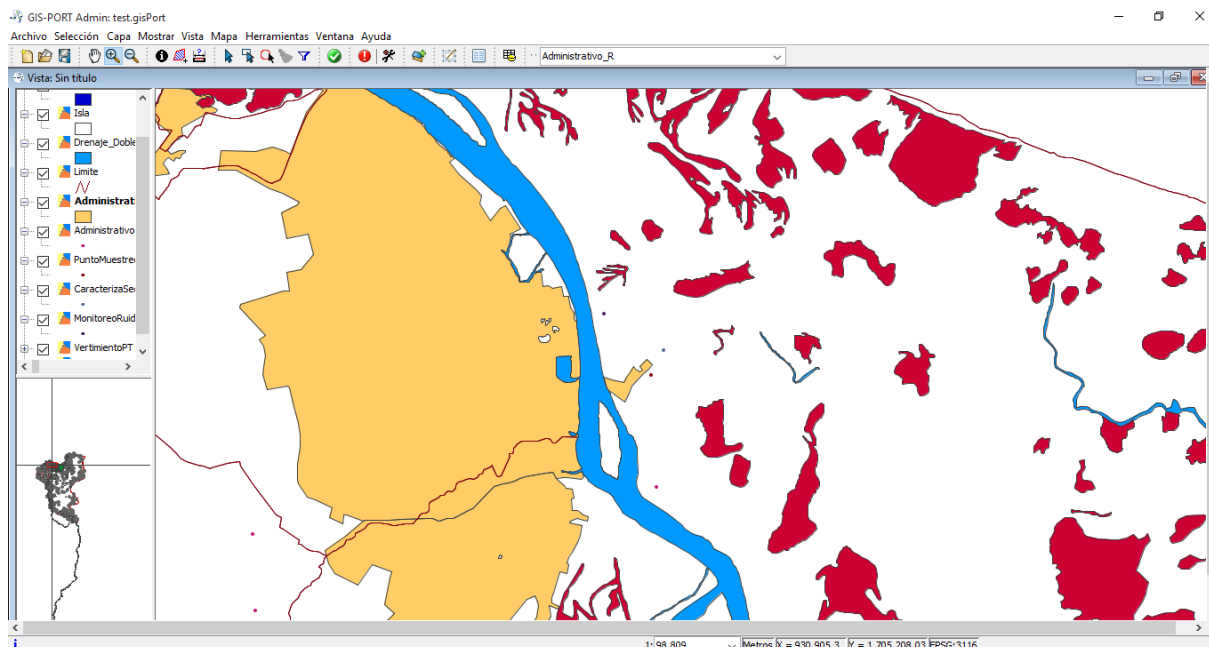 GIS-PORT Admin: test.gisPort
Archivo Selección Capa Mostrar Vista Mapa Herramientas Ventana Ayuda
Administrativo_R
Vista: Sin título
Isla
Drenaje_Doble
Limite
Administrati
Administrativo
PuntoMuestreo
CaracterizaSe
MonitoreoRuid
VertimientoPT
1: 98.809 Metros X = 930.905,3 Y = 1.705.208,03 EPSG:3116